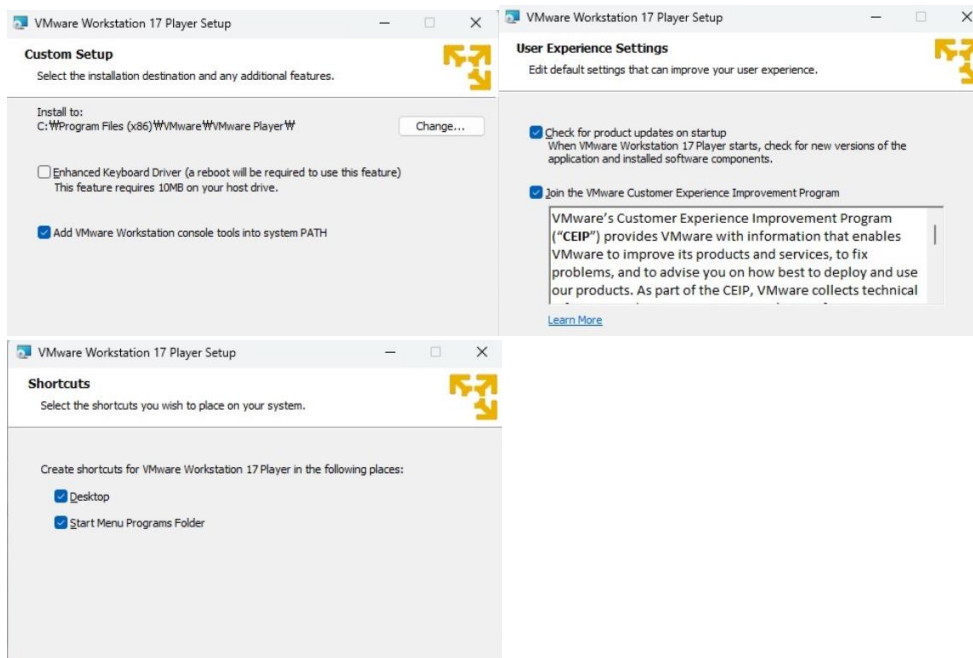 VMware Workstation 17 Player Setup
Custom Setup
Select the installation destination and any additional features.
Install to:
C:₩Program Files (x86)₩VMware₩VMware Player₩
Change...
Enhanced Keyboard Driver (a reboot will be required to use this feature)
This feature requires 10MB on your host drive.
Add VMware Workstation console tools into system PATH
VMware Workstation 17 Player Setup
User Experience Settings
Edit default settings that can improve your user experience.
Check for product updates on startup
When VMware Workstation 17 Player starts, check for new versions of the
application and installed software components.
Join the VMware Customer Experience Improvement Program
VMware's Customer Experience Improvement Program
("CEIP") provides VMware with information that enables
VMware to improve its products and services, to fix
problems, and to advise you on how best to deploy and use
our products. As part of the CEIP, VMware collects technical
Learn More
VMware Workstation 17 Player Setup
Shortcuts
Select the shortcuts you wish to place on your system.
Create shortcuts for VMware Workstation 17 Player in the following places:
Desktop
Start Menu Programs Folder